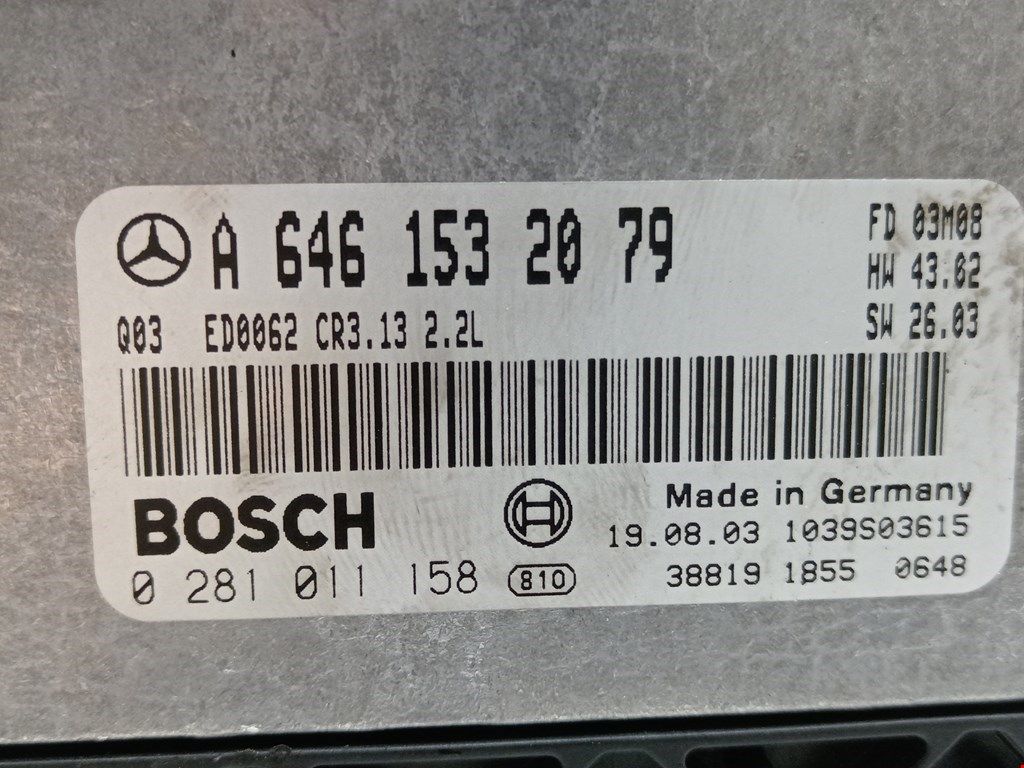 A 646 153 20 79
FD 03M08
HW 43.02
SW 26.03
Q03 ED0062 CR3.13 2.2L
BOSCH
Made in Germany
19.08.03 1039S03615
0 281 011 158 810
38819 1855 0648